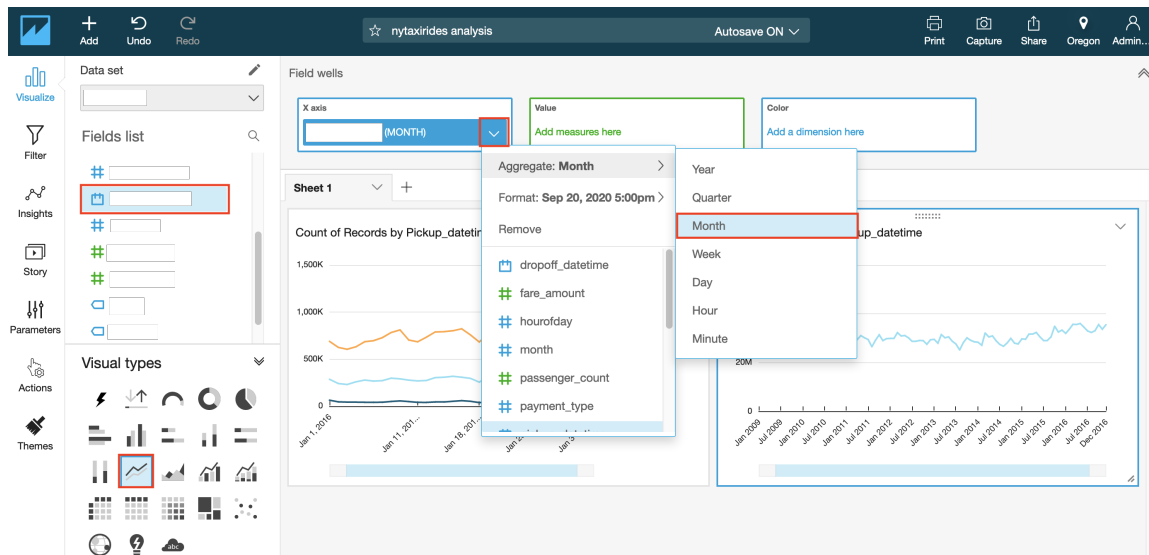 Add
Undo
Redo
nytaxirides analysis
Autosave ON
Print
Capture
Share
Oregon
Admin...
Visualize
Filter
Insights
Story
Parameters
Actions
Themes
Data set
Fields list
Visual types
abc
Field wells
X axis
(MONTH)
Value
Add measures here
Color
Add a dimension here
Sheet 1
Aggregate: Month
Format: Sep 20, 2020 5:00pm
Remove
dropoff_datetime
fare_amount
hourofday
month
passenger_count
payment_type
Year
Quarter
Month
Week
Day
Hour
Minute
Count of Records by Pickup_datetim
1,500K
1,000K
500K
0
Jan 1, 2016
Jan 11, 201...
Jan 18, 201...
up_datetime
20M
0
Jan 2009
Jul 2009
Jan 2010
Jul 2010
Jan 2011
Jul 2011
Jan 2012
Jul 2012
Jan 2013
Jul 2013
Jan 2014
Jul 2014
Jan 2015
Jul 2015
Jan 2016
Jul 2016
Dec 2016